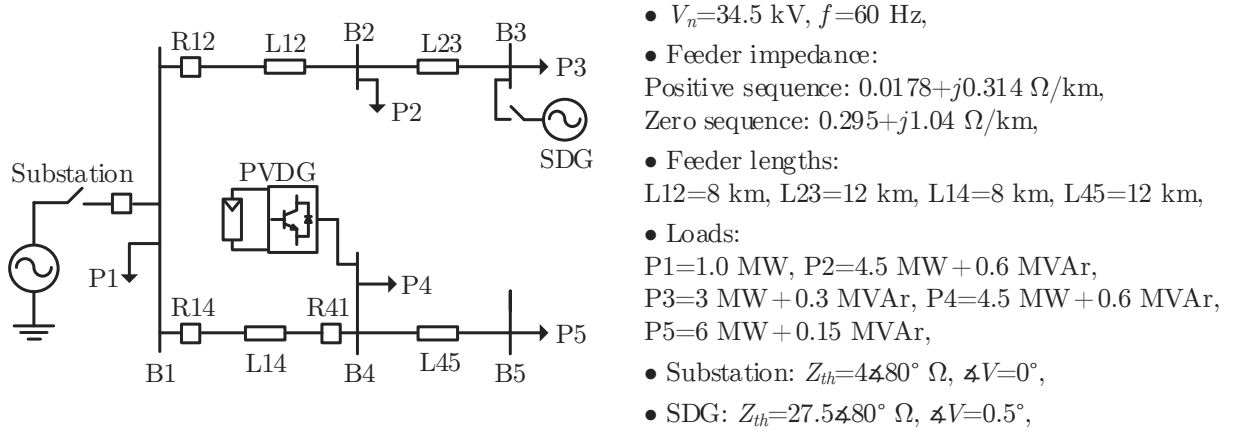 R12
L12
B2
L23
B3
P3
P2
SDG
Substation
PVDG
P1
P4
R14
R41
P5
B1
L14
B4
L45
B5
• Vn=34.5 kV, f=60 Hz,
• Feeder impedance:
Positive sequence: 0.0178+j0.314 Ω/km,
Zero sequence: 0.295+j1.04 Ω/km,
• Feeder lengths:
L12=8 km, L23=12 km, L14=8 km, L45=12 km,
• Loads:
P1=1.0 MW, P2=4.5 MW+0.6 MVAr,
P3=3 MW+0.3 MVAr, P4=4.5 MW+0.6 MVAr,
P5=6 MW+0.15 MVAr,
• Substation: Zth=4∡80° Ω, ∡V=0°,
• SDG: Zth=27.5∡80° Ω, ∡V=0.5°,